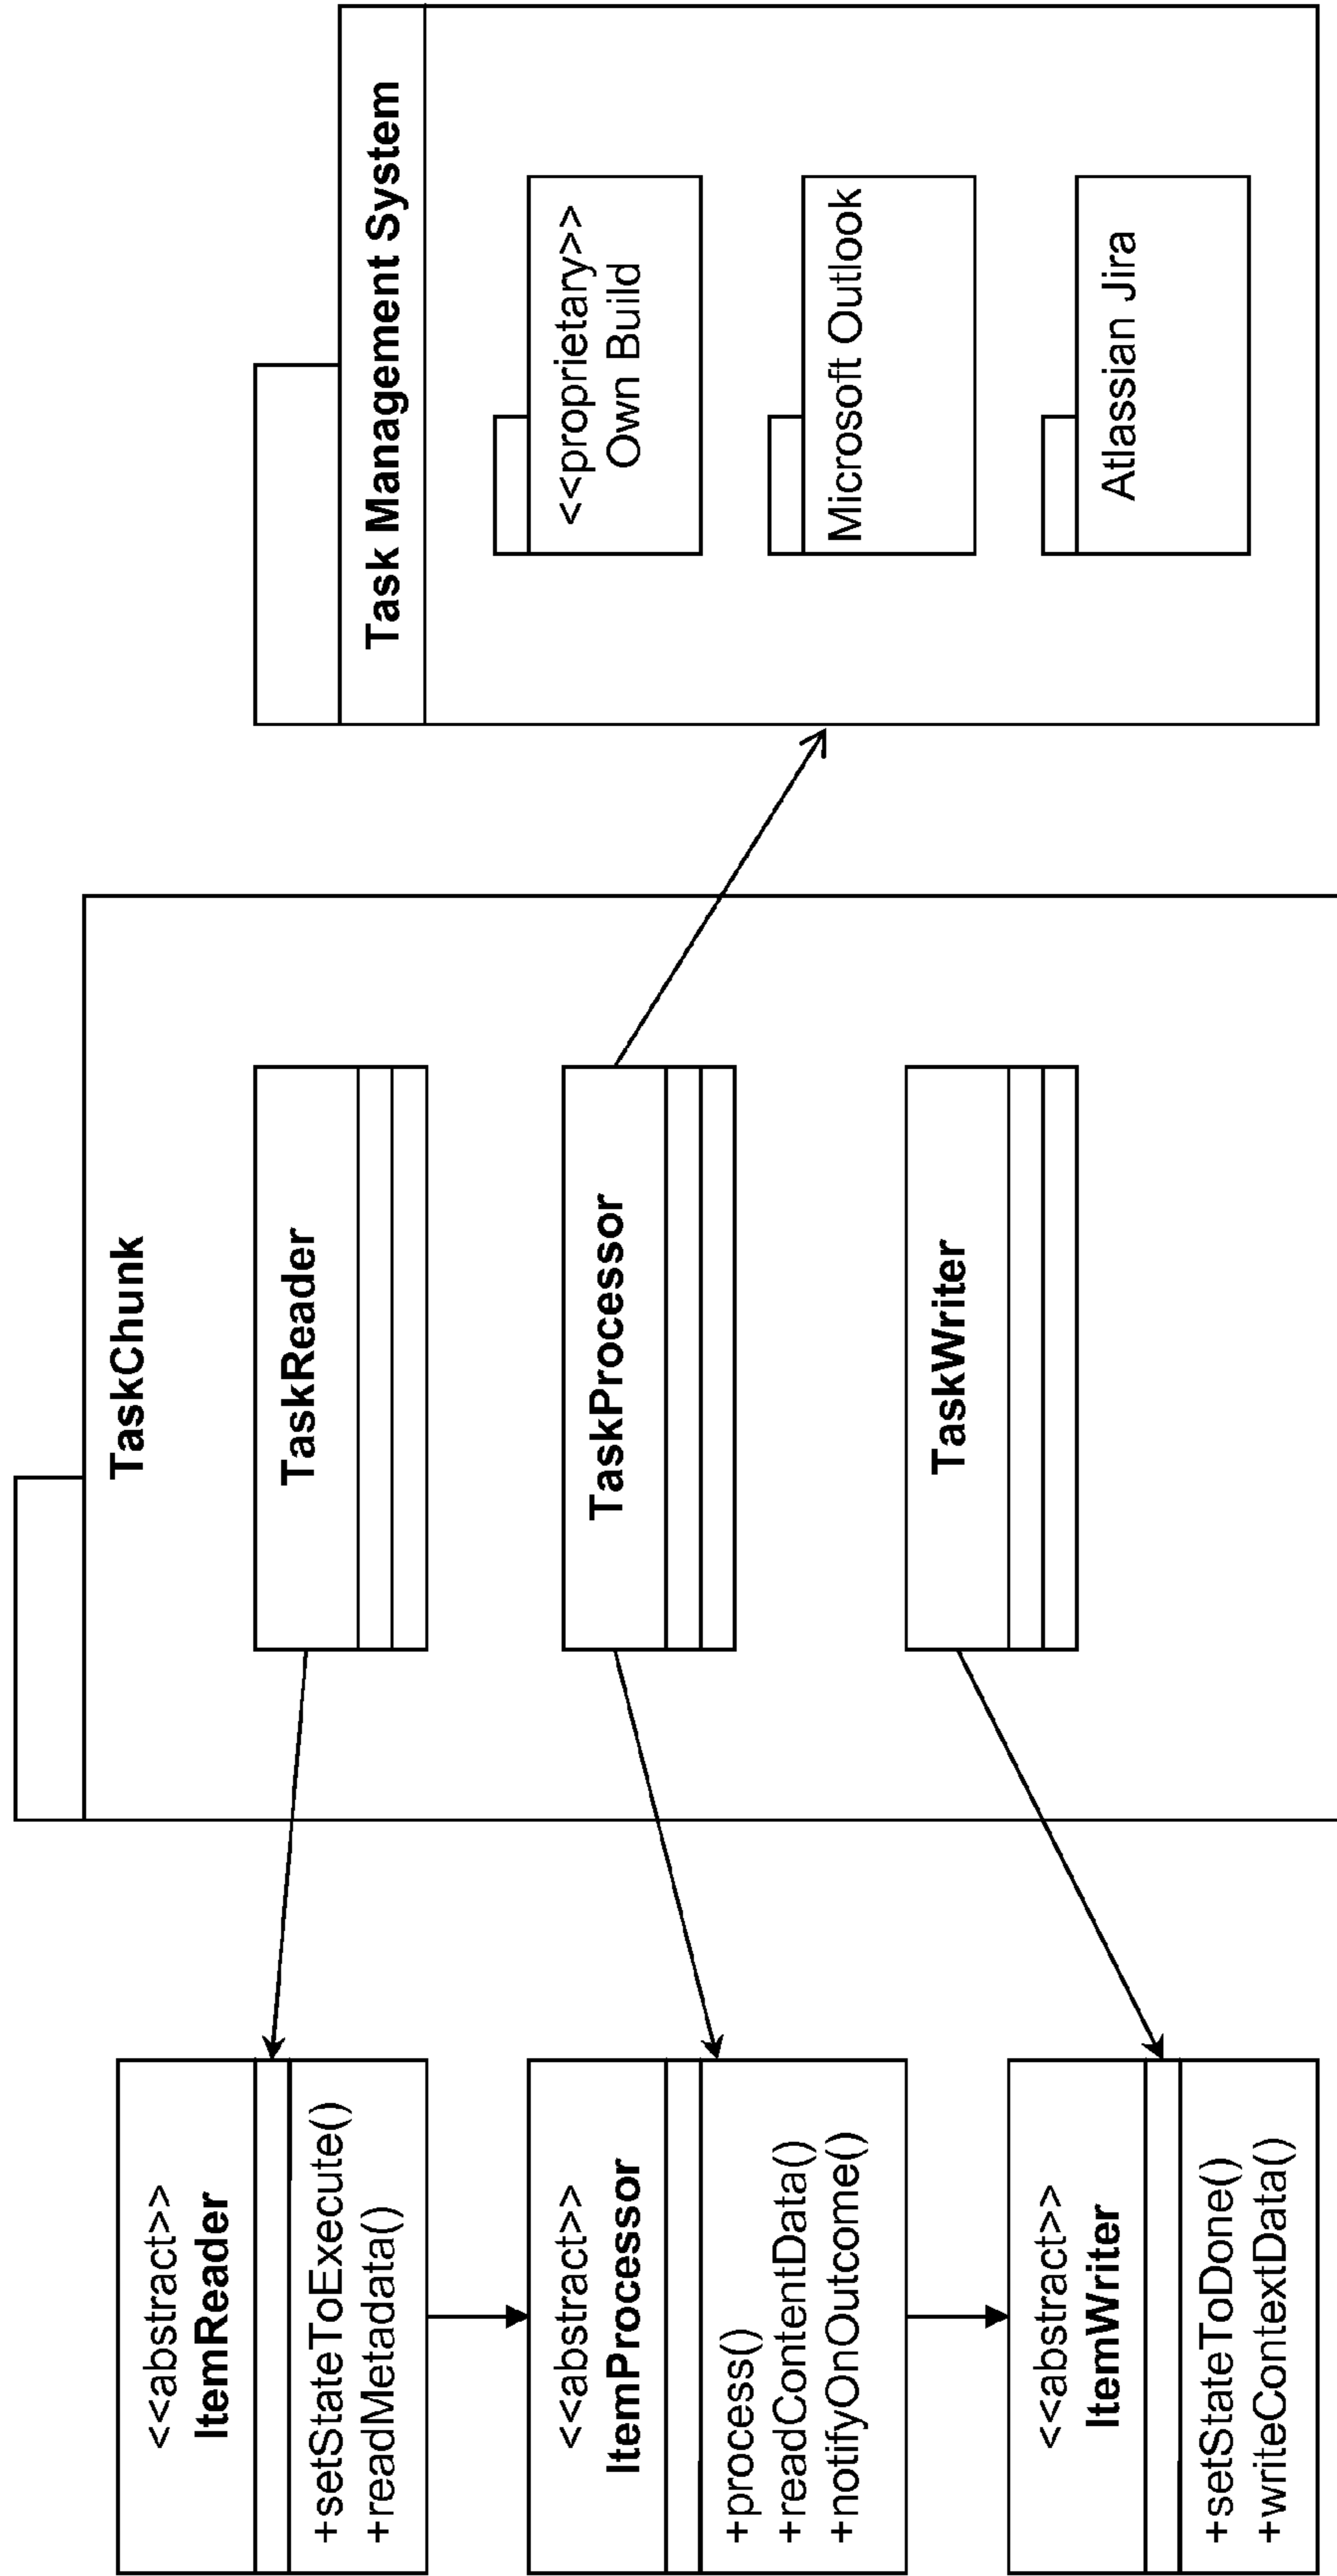 <<abstract>>
ItemReader
+setStateToExecute()
+readMetadata()
<<abstract>>
ItemProcessor
+process()
+readContentData()
+notifyOnOutcome()
<<abstract>>
ItemWriter
+setStateToDone()
+writeContextData()
TaskChunk
TaskReader
TaskProcessor
TaskWriter
Task Management System
<<proprietary>>
Own Build
Microsoft Outlook
Atlassian Jira